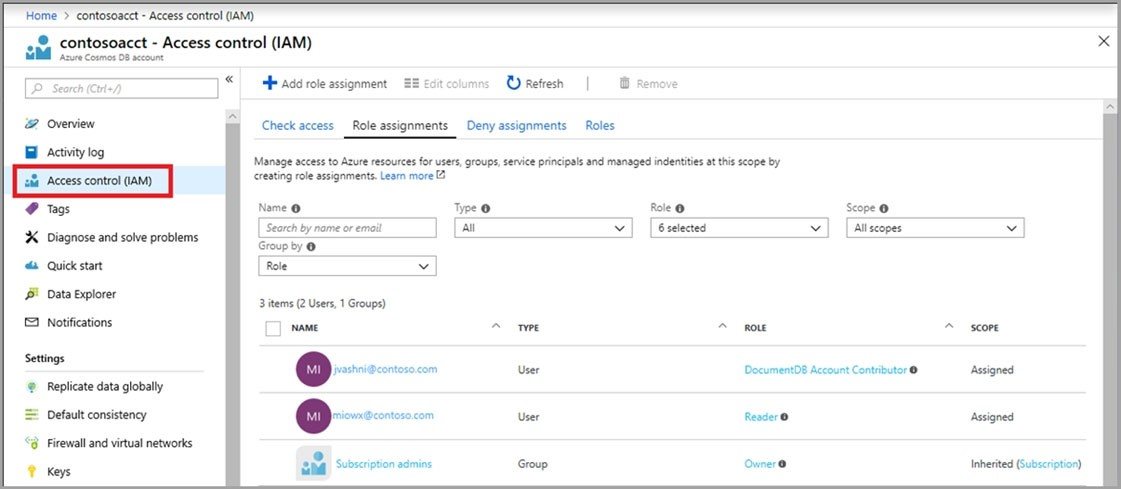 Home > contosoacct - Access control (IAM)
contosoacct - Access control (IAM)
Azure Cosmos DB account
Search (Ctrl+/)
Overview
Activity log
Access control (IAM)
Tags
Diagnose and solve problems
Quick start
Data Explorer
Notifications
Settings
Replicate data globally
Default consistency
Firewall and virtual networks
Keys
Add role assignment Edit columns Refresh Remove
Check access Role assignments Deny assignments Roles
Manage access to Azure resources for users, groups, service principals and managed indentities at this scope by
creating role assignments. Learn more
Name Type Role Scope
Search by name or email All 6 selected All scopes
Group by
Role
3 items (2 Users, 1 Groups)
NAME TYPE ROLE SCOPE
MI jvashni@contoso.com User DocumentDB Account Contributor Assigned
MI miowx@contoso.com User Reader Assigned
Subscription admins Group Owner Inherited (Subscription)